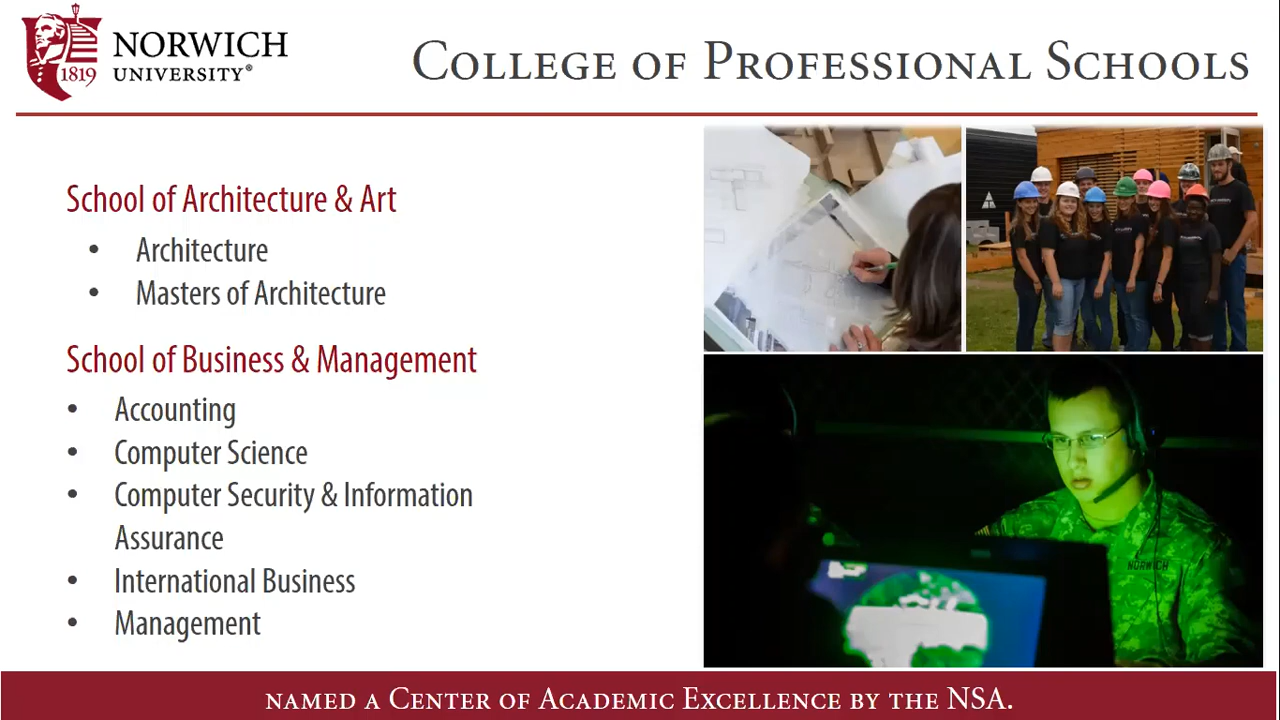 1819
NORWICH
UNIVERSITY®
COLLEGE OF PROFESSIONAL SCHOOLS
School of Architecture & Art
• Architecture
• Masters of Architecture
School of Business & Management
• Accounting
• Computer Science
• Computer Security & Information
Assurance
• International Business
• Management
NORWICH
NAMED A CENTER OF ACADEMIC EXCELLENCE BY THE NSA.